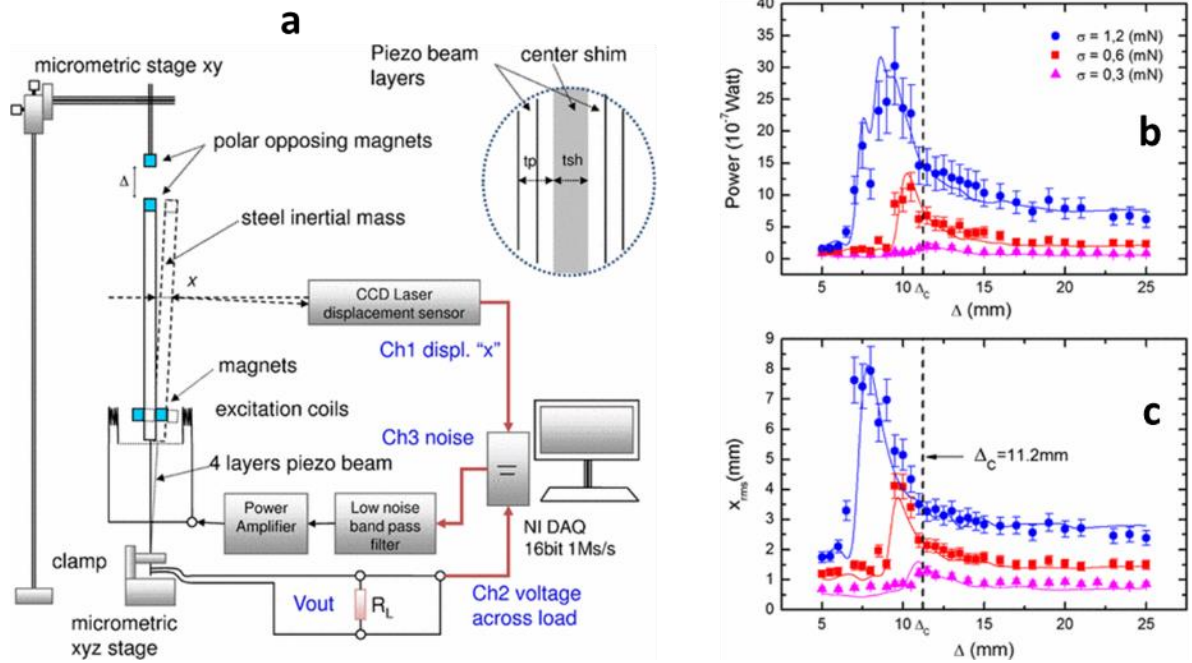 a
micrometric stage xy
polar opposing magnets
Δ
steel inertial mass
x
Piezo beam
layers
center shim
tp
tsh
CCD Laser
displacement sensor
Ch1 displ. “x”
magnets
excitation coils
Ch3 noise
=
4 layers piezo beam
Power
Amplifier
Low noise
band pass
filter
NI DAQ
16bit 1Ms/s
clamp
Vout
R_L
Ch2 voltage
across load
micrometric
xyz stage
b
Power (10⁻⁷Watt)
40
35
30
25
20
15
10
5
0
σ = 1,2 (mN)
σ = 0,6 (mN)
σ = 0,3 (mN)
5 10 Δc 15 20 25
Δ (mm)
c
x_rms(mm)
9
8
7
6
5
4
3
2
1
0
Δc=11.2mm
5 10 Δc 15 20 25
Δ (mm)